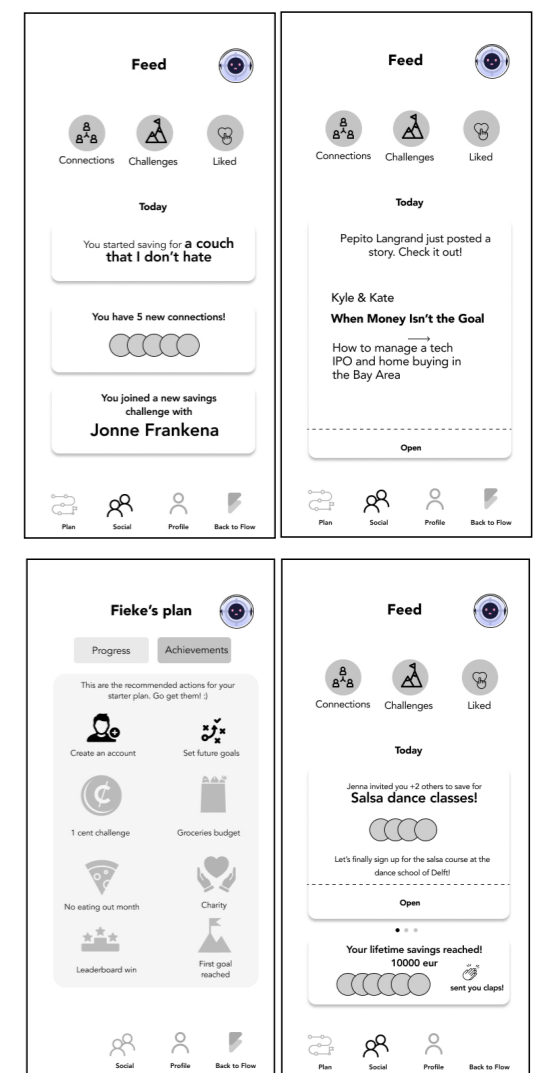 Feed
Connections
Challenges
Liked
Today
You started saving for a couch
that I don't hate
You have 5 new connections!
You joined a new savings
challenge with
Jonne Frankena
Plan
Social
Profile
Back to Flow
Feed
Connections
Challenges
Liked
Today
Pepito Langrand just posted a
story. Check it out!
Kyle & Kate
When Money Isn't the Goal
How to manage a tech
IPO and home buying in
the Bay Area
Open
Plan
Social
Profile
Back to Flow
Fieke's plan
Progress
Achievements
This are the recommended actions for your
starter plan. Go get them! :)
Create an account
Set future goals
1 cent challenge
Groceries budget
No eating out month
Charity
Leaderboard win
First goal
reached
Social
Profile
Back to Flow
Feed
Connections
Challenges
Liked
Today
Jenna invited you +2 others to save for
Salsa dance classes!
Let's finally sign up for the salsa course at the
dance school of Delft!
Open
Your lifetime savings reached!
10000 eur
sent you claps!
Plan
Social
Profile
Back to Flow